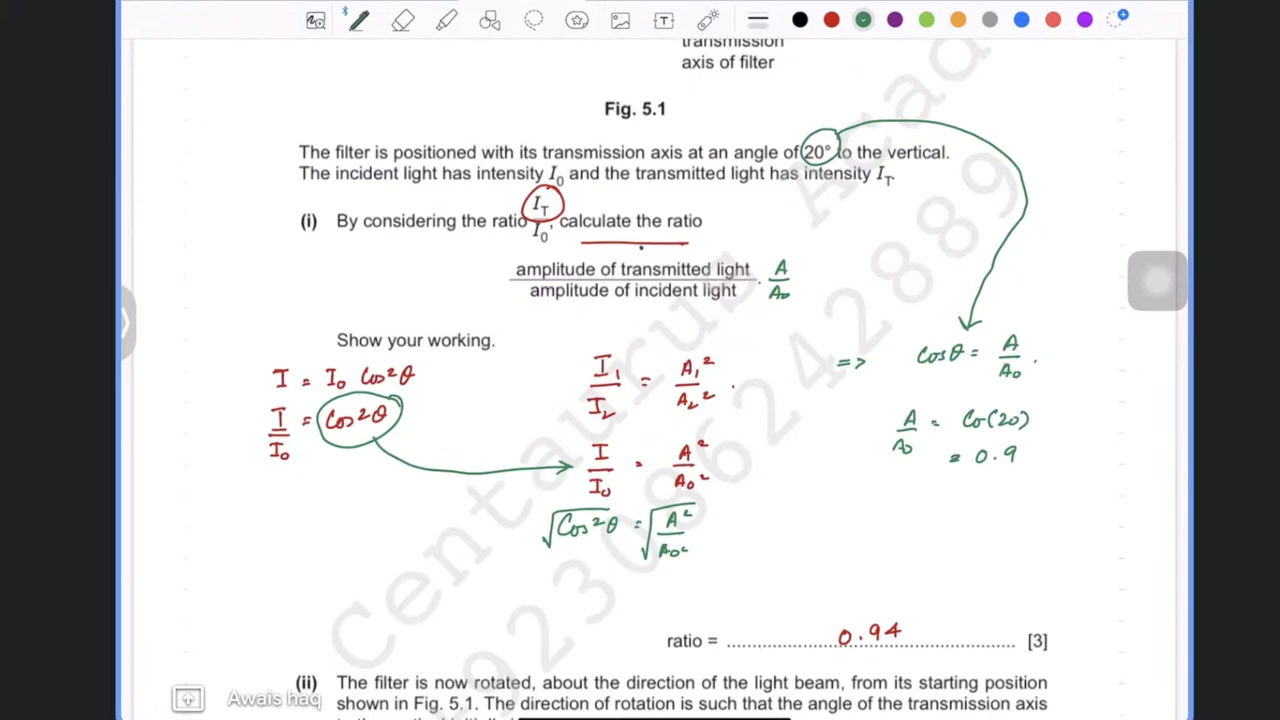 transmission
axis of filter
Fig. 5.1
The filter is positioned with its transmission axis at an angle of 20° to the vertical.
The incident light has intensity I₀ and the transmitted light has intensity I_T.
(i) By considering the ratio I_T/I₀, calculate the ratio
amplitude of transmitted light
amplitude of incident light . A/A₀
Show your working.
I = I₀ Cos²θ
I/I₀ = Cos²θ
I₁/I₂ = A₁²/A₂² .
I/I₀ = A²/A₀²
√Cos²θ = √A²/A₀²
=> Cosθ = A/A₀ .
A/A₀ = Co(20)
= 0.9
ratio = 0.94 [3]
(ii) The filter is now rotated, about the direction of the light beam, from its starting position
shown in Fig. 5.1. The direction of rotation is such that the angle of the transmission axis
Awais haq
Centaurus Acad
923086242889